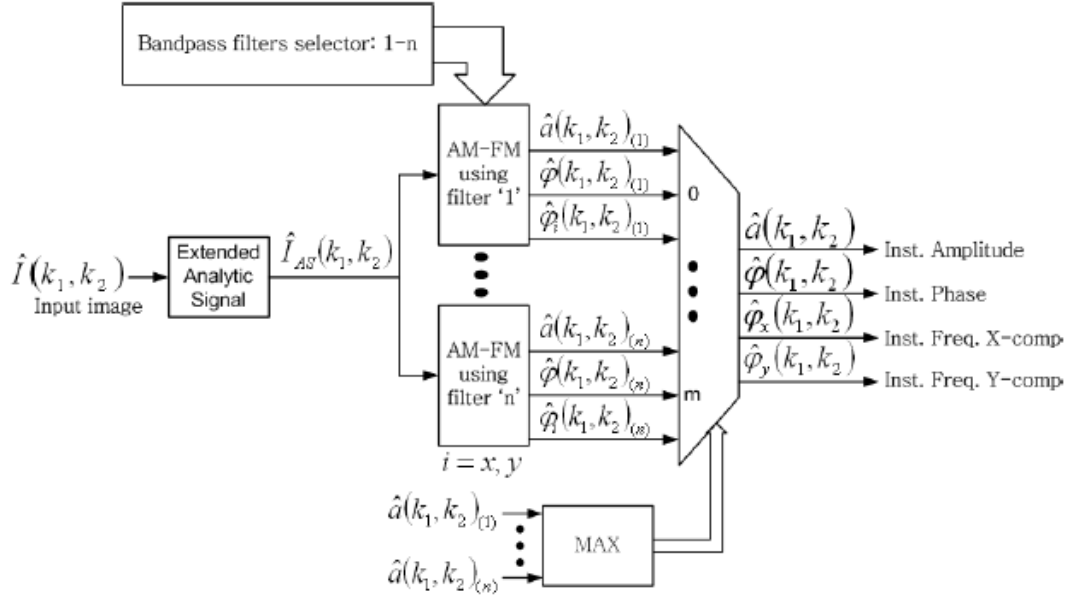 Bandpass filters selector: 1-n
AM-FM
using
filter '1'
â(k₁,k₂)₍₁₎
φ̂(k₁,k₂)₍₁₎
φ̂ᵢ(k₁,k₂)₍₁₎
0
Î(k₁,k₂)
Input image
Extended
Analytic
Signal
Î_AS(k₁,k₂)
AM-FM
using
filter 'n'
â(k₁,k₂)₍ₙ₎
φ̂(k₁,k₂)₍ₙ₎
φ̂ᵢ(k₁,k₂)₍ₙ₎
m
i = x, y
â(k₁,k₂)
Inst. Amplitude
φ̂(k₁,k₂)
Inst. Phase
φ̂ₓ(k₁,k₂)
Inst. Freq. X-comp
φ̂_y(k₁,k₂)
Inst. Freq. Y-comp
â(k₁,k₂)₍₁₎
â(k₁,k₂)₍ₙ₎
MAX